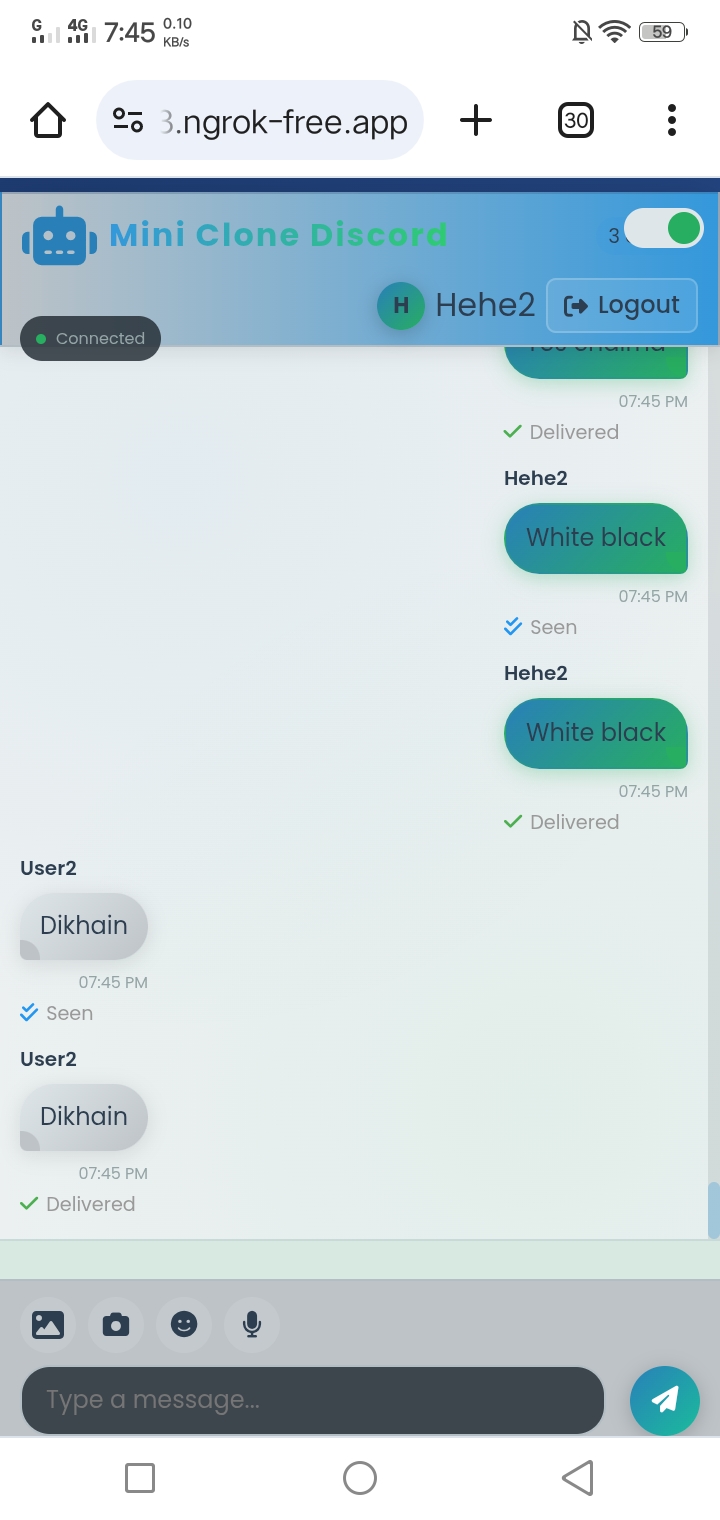 G 4G 7:45 0.10 KB/s 59
3.ngrok-free.app 30
Mini Clone Discord 3
H Hehe2 Logout
Connected
07:45 PM
Delivered
Hehe2
White black
07:45 PM
Seen
Hehe2
White black
07:45 PM
Delivered
User2
Dikhain
07:45 PM
Seen
User2
Dikhain
07:45 PM
Delivered
Type a message...